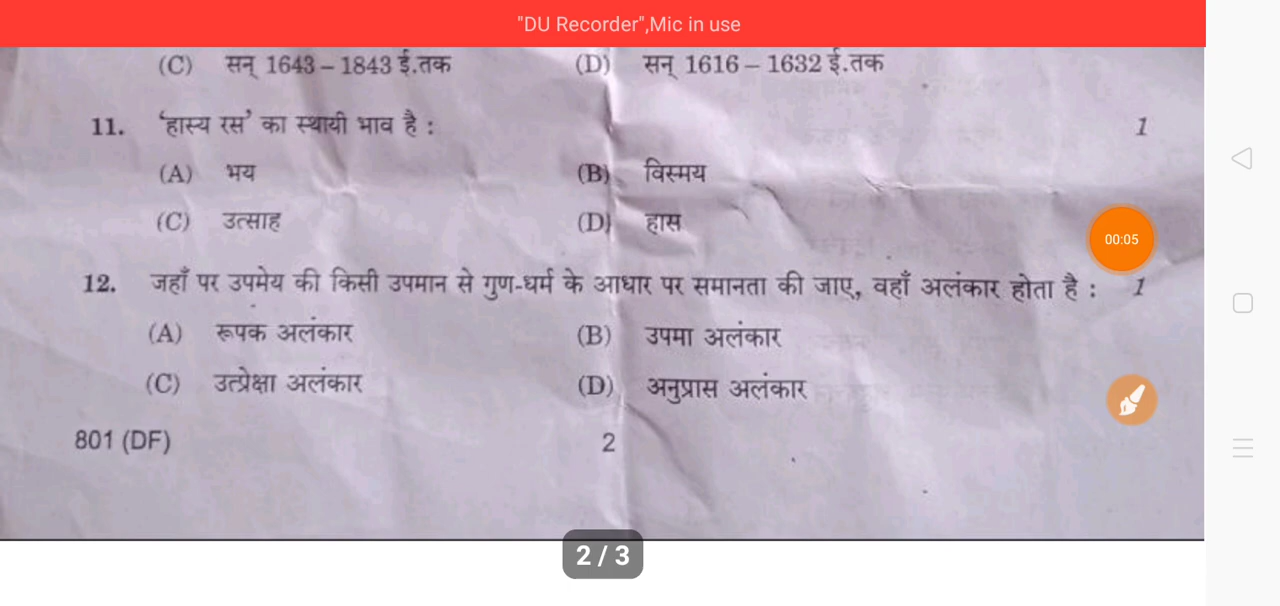 "DU Recorder",Mic in use
(C) सन् 1643 – 1843 ई.तक (D) सन् 1616 – 1632 ई.तक
11. 'हास्य रस' का स्थायी भाव है : 1
(A) भय (B) विस्मय
(C) उत्साह (D) हास
00:05
12. जहाँ पर उपमेय की किसी उपमान से गुण-धर्म के आधार पर समानता की जाए, वहाँ अलंकार होता है : 1
(A) रूपक अलंकार (B) उपमा अलंकार
(C) उत्प्रेक्षा अलंकार (D) अनुप्रास अलंकार
801 (DF) 2
2 / 3